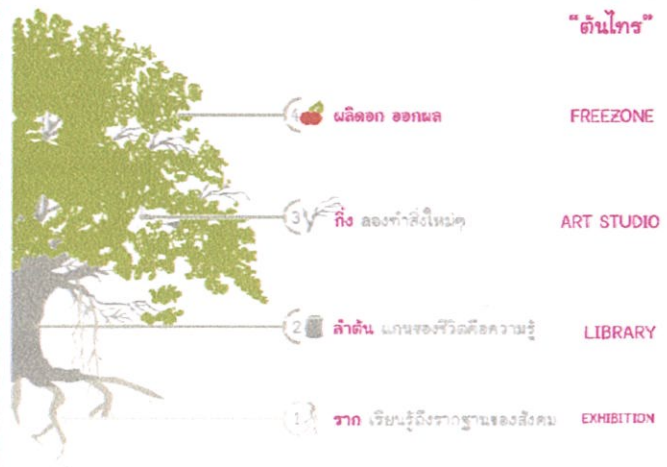 "ต้นไทร"
4 ผลิดอก ออกผล FREEZONE
3 กิ่ง ลองทำสิ่งใหม่ๆ ART STUDIO
2 ลำต้น แกนของชีวิตคือความรู้ LIBRARY
1 ราก เรียนรู้ถึงรากฐานของสังคม EXHIBITION